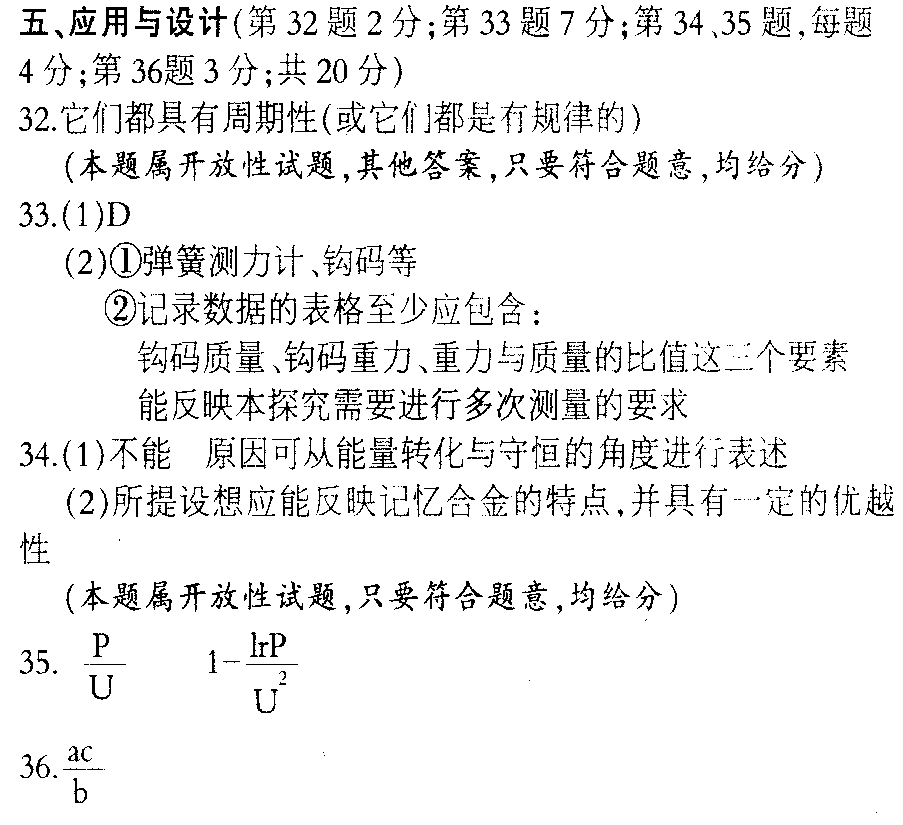 五、应用与设计(第32题2分;第33题7分;第34、35题,每题
4分;第36题3分;共20分)
32.它们都具有周期性(或它们都是有规律的)
(本题属开放性试题,其他答案,只要符合题意,均给分)
33.(1)D
(2)①弹簧测力计、钩码等
②记录数据的表格至少应包含:
钩码质量、钩码重力、重力与质量的比值这三个要素
能反映本探究需要进行多次测量的要求
34.(1)不能 原因可从能量转化与守恒的角度进行表述
(2)所提设想应能反映记忆合金的特点,并具有一定的优越
性
(本题属开放性试题,只要符合题意,均给分)
35. P/U 1-lrP/U²
36. ac/b